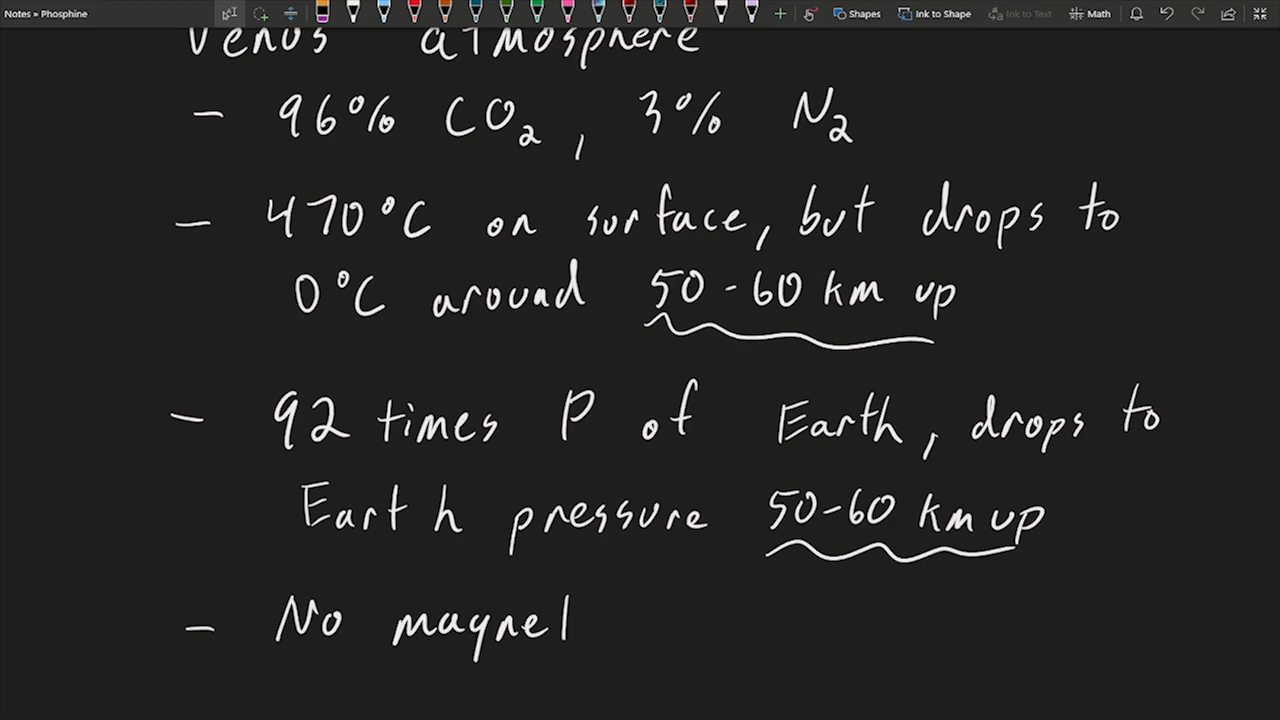 Notes » Phosphine
Shapes Ink to Shape Ink to Text Math
Venus atmosphere
- 96% CO₂, 3% N₂
- 470°C on surface, but drops to
0°C around 50-60 km up
- 92 times P of Earth, drops to
Earth pressure 50-60 km up
- No magnel